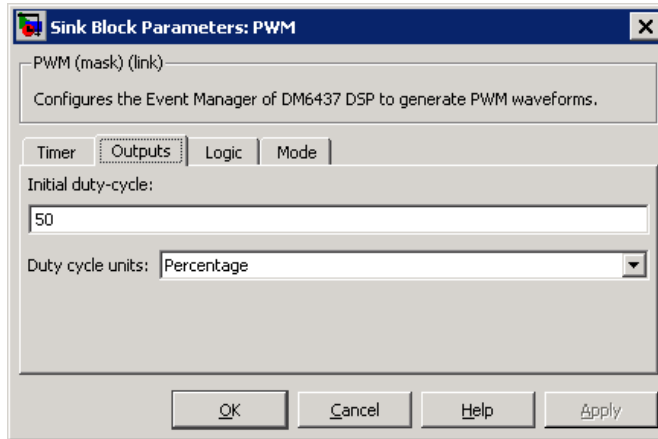 Sink Block Parameters: PWM
PWM (mask) (link)
Configures the Event Manager of DM6437 DSP to generate PWM waveforms.
Timer Outputs Logic Mode
Initial duty-cycle:
50
Duty cycle units: Percentage
OK Cancel Help Apply